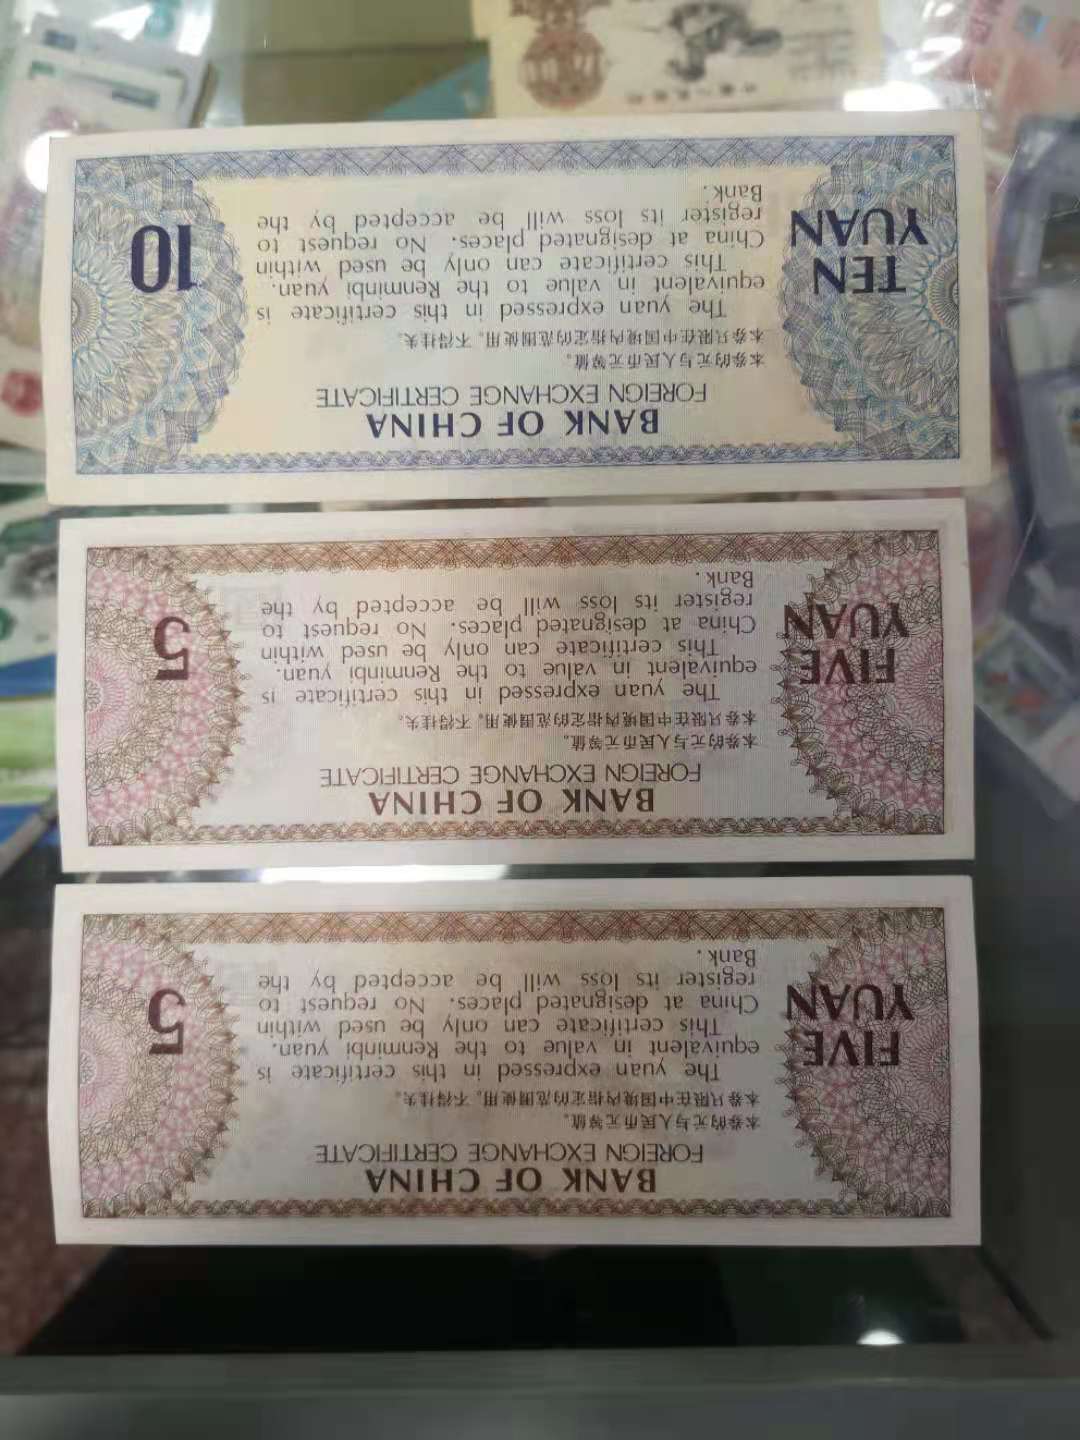 BANK OF CHINA
FOREIGN EXCHANGE CERTIFICATE
本券的元与人民币元等值。
本券只限在中国境内指定的范围使用。不得挂失。
FIVE
YUAN
The yuan expressed in this certificate is
equivalent in value to the Renminbi yuan.
This certificate can only be used within
China at designated places. No request to
register its loss will be accepted by the
Bank.
5
BANK OF CHINA
FOREIGN EXCHANGE CERTIFICATE
本券的元与人民币元等值。
本券只限在中国境内指定的范围使用。不得挂失。
FIVE
YUAN
The yuan expressed in this certificate is
equivalent in value to the Renminbi yuan.
This certificate can only be used within
China at designated places. No request to
register its loss will be accepted by the
Bank.
5
BANK OF CHINA
FOREIGN EXCHANGE CERTIFICATE
本券的元与人民币元等值。
本券只限在中国境内指定的范围使用。不得挂失。
TEN
YUAN
The yuan expressed in this certificate is
equivalent in value to the Renminbi yuan.
This certificate can only be used within
China at designated places. No request to
register its loss will be accepted by the
Bank.
10